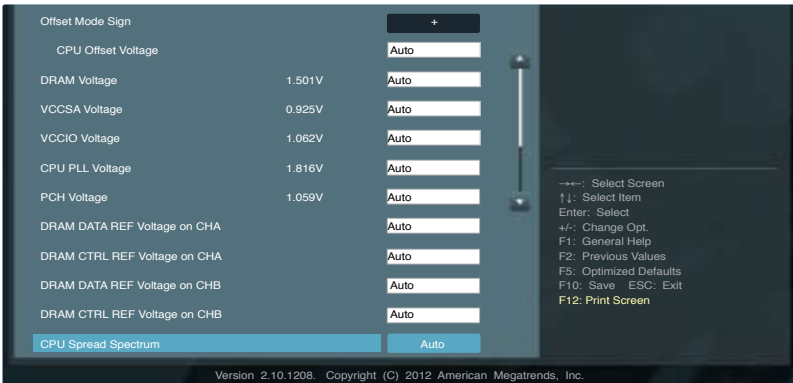 Offset Mode Sign +
CPU Offset Voltage Auto
DRAM Voltage 1.501V Auto
VCCSA Voltage 0.925V Auto
VCCIO Voltage 1.062V Auto
CPU PLL Voltage 1.816V Auto
PCH Voltage 1.059V Auto
DRAM DATA REF Voltage on CHA Auto
DRAM CTRL REF Voltage on CHA Auto
DRAM DATA REF Voltage on CHB Auto
DRAM CTRL REF Voltage on CHB Auto
CPU Spread Spectrum Auto
→←: Select Screen
↑↓: Select Item
Enter: Select
+/-: Change Opt.
F1: General Help
F2: Previous Values
F5: Optimized Defaults
F10: Save ESC: Exit
F12: Print Screen
Version 2.10.1208. Copyright (C) 2012 American Megatrends, Inc.